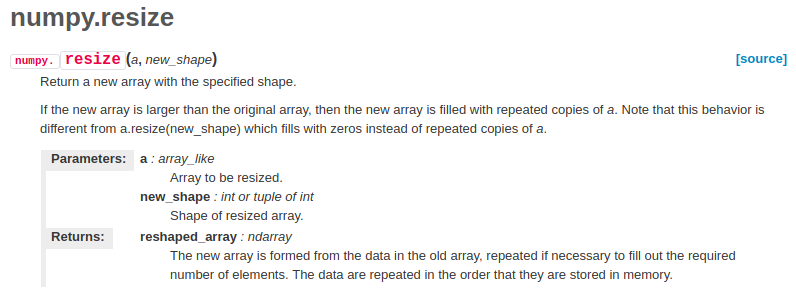 numpy.resize
numpy. resize (a, new_shape) [source]
Return a new array with the specified shape.
If the new array is larger than the original array, then the new array is filled with repeated copies of a. Note that this behavior is
different from a.resize(new_shape) which fills with zeros instead of repeated copies of a.
Parameters: a : array_like
Array to be resized.
new_shape : int or tuple of int
Shape of resized array.
Returns: reshaped_array : ndarray
The new array is formed from the data in the old array, repeated if necessary to fill out the required
number of elements. The data are repeated in the order that they are stored in memory.